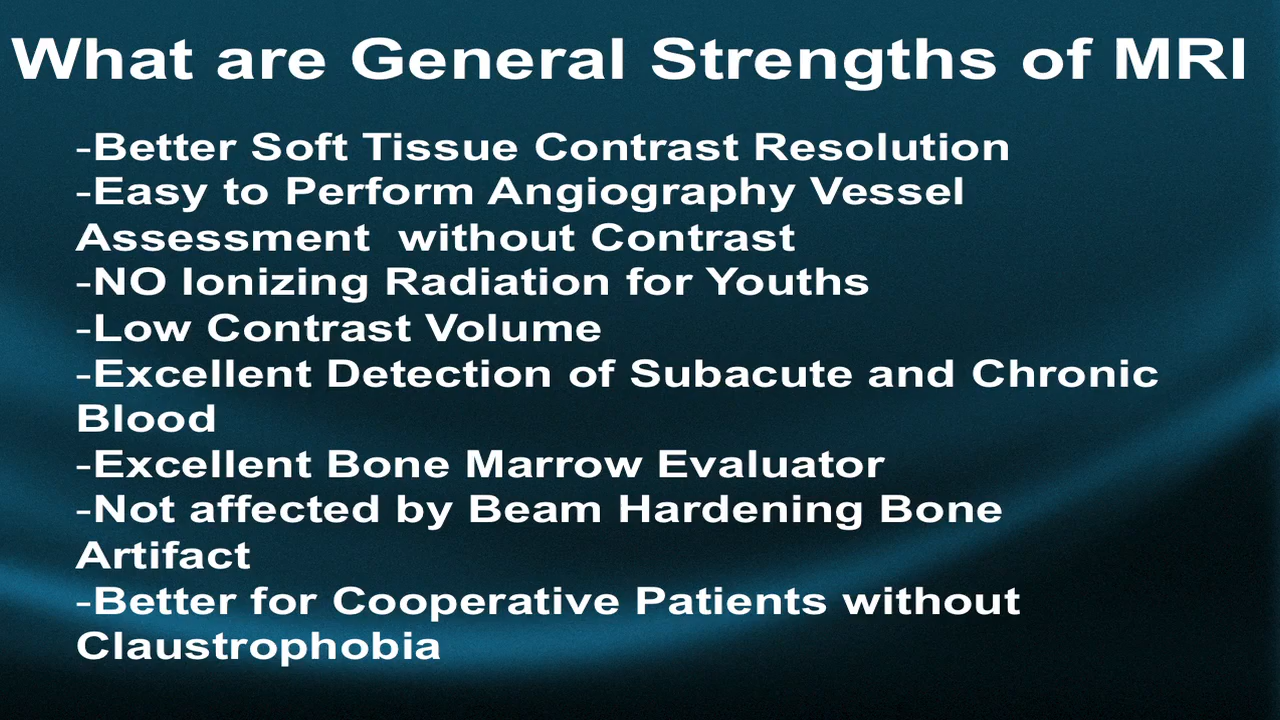 What are General Strengths of MRI
-Better Soft Tissue Contrast Resolution
-Easy to Perform Angiography Vessel
Assessment  without Contrast
-NO Ionizing Radiation for Youths
-Low Contrast Volume
-Excellent Detection of Subacute and Chronic
Blood
-Excellent Bone Marrow Evaluator
-Not affected by Beam Hardening Bone
Artifact
-Better for Cooperative Patients without
Claustrophobia